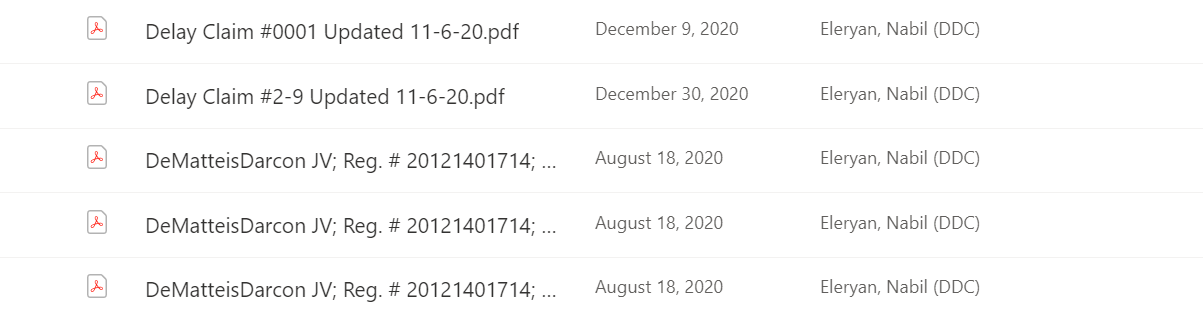 Delay Claim #0001 Updated 11-6-20.pdf December 9, 2020 Eleryan, Nabil (DDC)
Delay Claim #2-9 Updated 11-6-20.pdf December 30, 2020 Eleryan, Nabil (DDC)
DeMatteisDarcon JV; Reg. # 20121401714; ... August 18, 2020 Eleryan, Nabil (DDC)
DeMatteisDarcon JV; Reg. # 20121401714; ... August 18, 2020 Eleryan, Nabil (DDC)
DeMatteisDarcon JV; Reg. # 20121401714; ... August 18, 2020 Eleryan, Nabil (DDC)